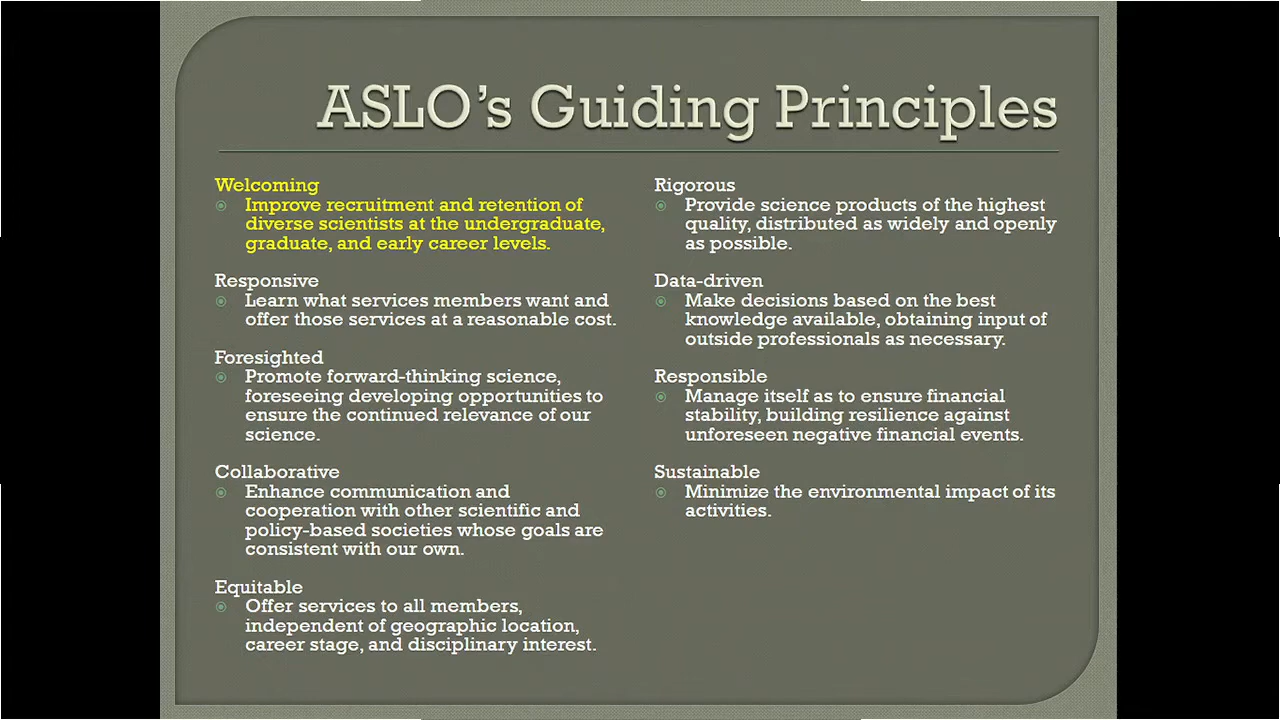 ASLO's Guiding Principles
Welcoming
Improve recruitment and retention of
diverse scientists at the undergraduate,
graduate, and early career levels.
Responsive
Learn what services members want and
offer those services at a reasonable cost.
Foresighted
Promote forward-thinking science,
foreseeing developing opportunities to
ensure the continued relevance of our
science.
Collaborative
Enhance communication and
cooperation with other scientific and
policy-based societies whose goals are
consistent with our own.
Equitable
Offer services to all members,
independent of geographic location,
career stage, and disciplinary interest.
Rigorous
Provide science products of the highest
quality, distributed as widely and openly
as possible.
Data-driven
Make decisions based on the best
knowledge available, obtaining input of
outside professionals as necessary.
Responsible
Manage itself as to ensure financial
stability, building resilience against
unforeseen negative financial events.
Sustainable
Minimize the environmental impact of its
activities.